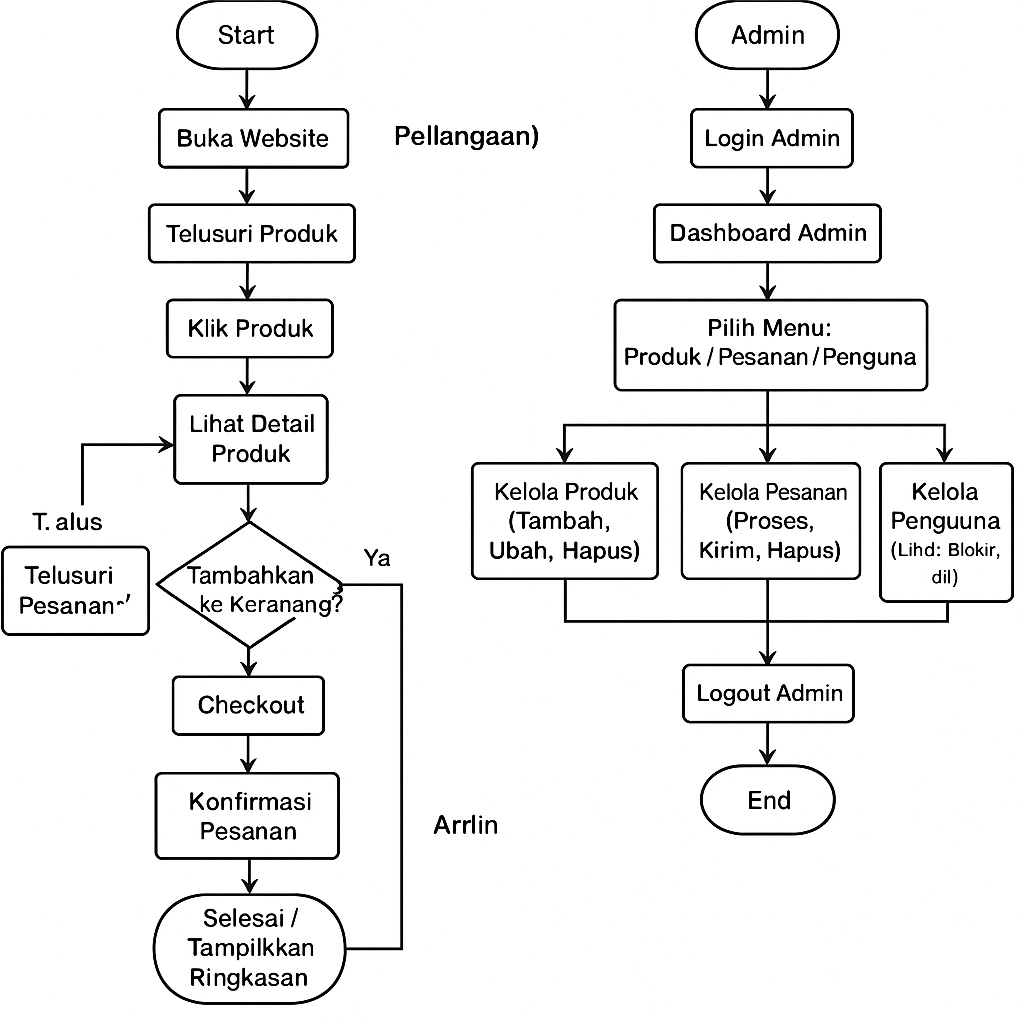 Start
Buka Website
Telusuri Produk
Klik Produk
Lihat Detail
Produk
T. alus
Telusuri
Pesanan~'
Tambahkan
ke Keranang?
Ya
Checkout
Konfirmasi
Pesanan
Selesai /
Tampilkkan
Ringkasan
Pellangaan)
Arrlin
Admin
Login Admin
Dashboard Admin
Pilih Menu:
Produk / Pesanan / Penguna
Kelola Produk
(Tambah,
Ubah, Hapus)
Kelola Pesanan
(Proses,
Kirim, Hapus)
Kelola
Penguuna
(Lihd: Blokir,
dil)
Logout Admin
End